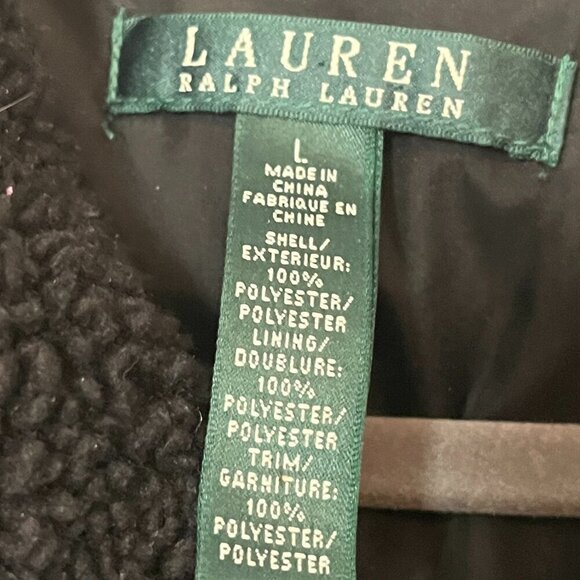 LAUREN
RALPH LAUREN
L
MADE IN
CHINA
FABRIQUE EN
CHINE
SHELL/
EXTERIEUR:
100%
POLYESTER/
POLYESTER
LINING/
DOUBLURE:
100%
POLYESTER/
POLYESTER
TRIM/
GARNITURE:
100%
POLYESTER/
POLYESTER